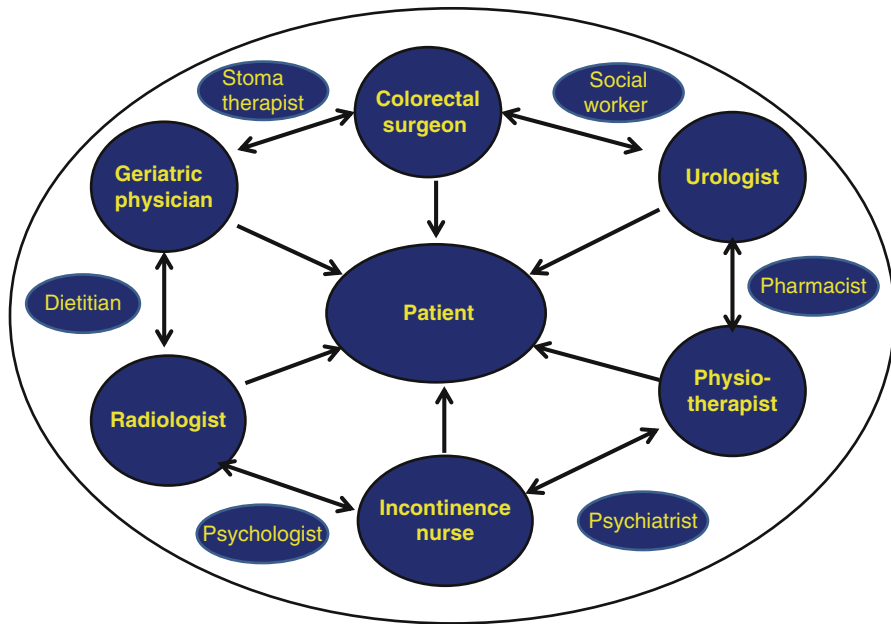 Stoma
therapist
Colorectal
surgeon
Social
worker
Geriatric
physician
Urologist
Dietitian
Patient
Pharmacist
Radiologist
Physio-
therapist
Psychologist
Incontinence
nurse
Psychiatrist